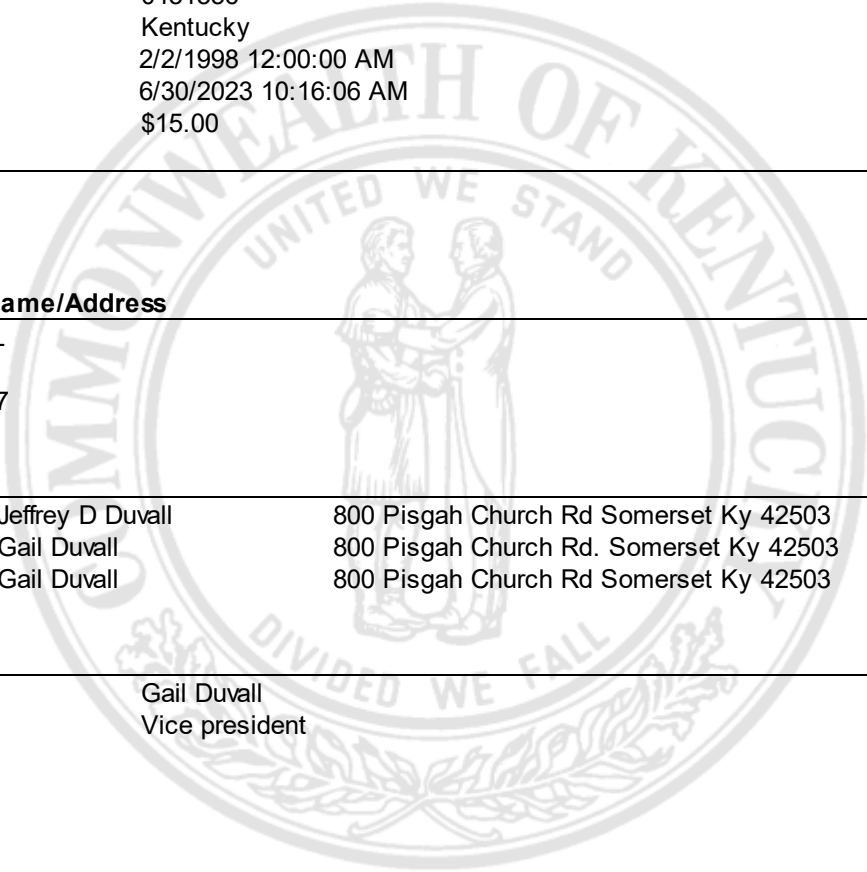 Kentucky
2/2/1998 12:00:00 AM
6/30/2023 10:16:06 AM
$15.00
COMMONWEALTH OF KENTUCKY
UNITED WE STAND
ame/Address
7
Jeffrey D Duvall 800 Pisgah Church Rd Somerset Ky 42503
Gail Duvall 800 Pisgah Church Rd. Somerset Ky 42503
Gail Duvall 800 Pisgah Church Rd Somerset Ky 42503
DIVIDED WE FALL
Gail Duvall
Vice president